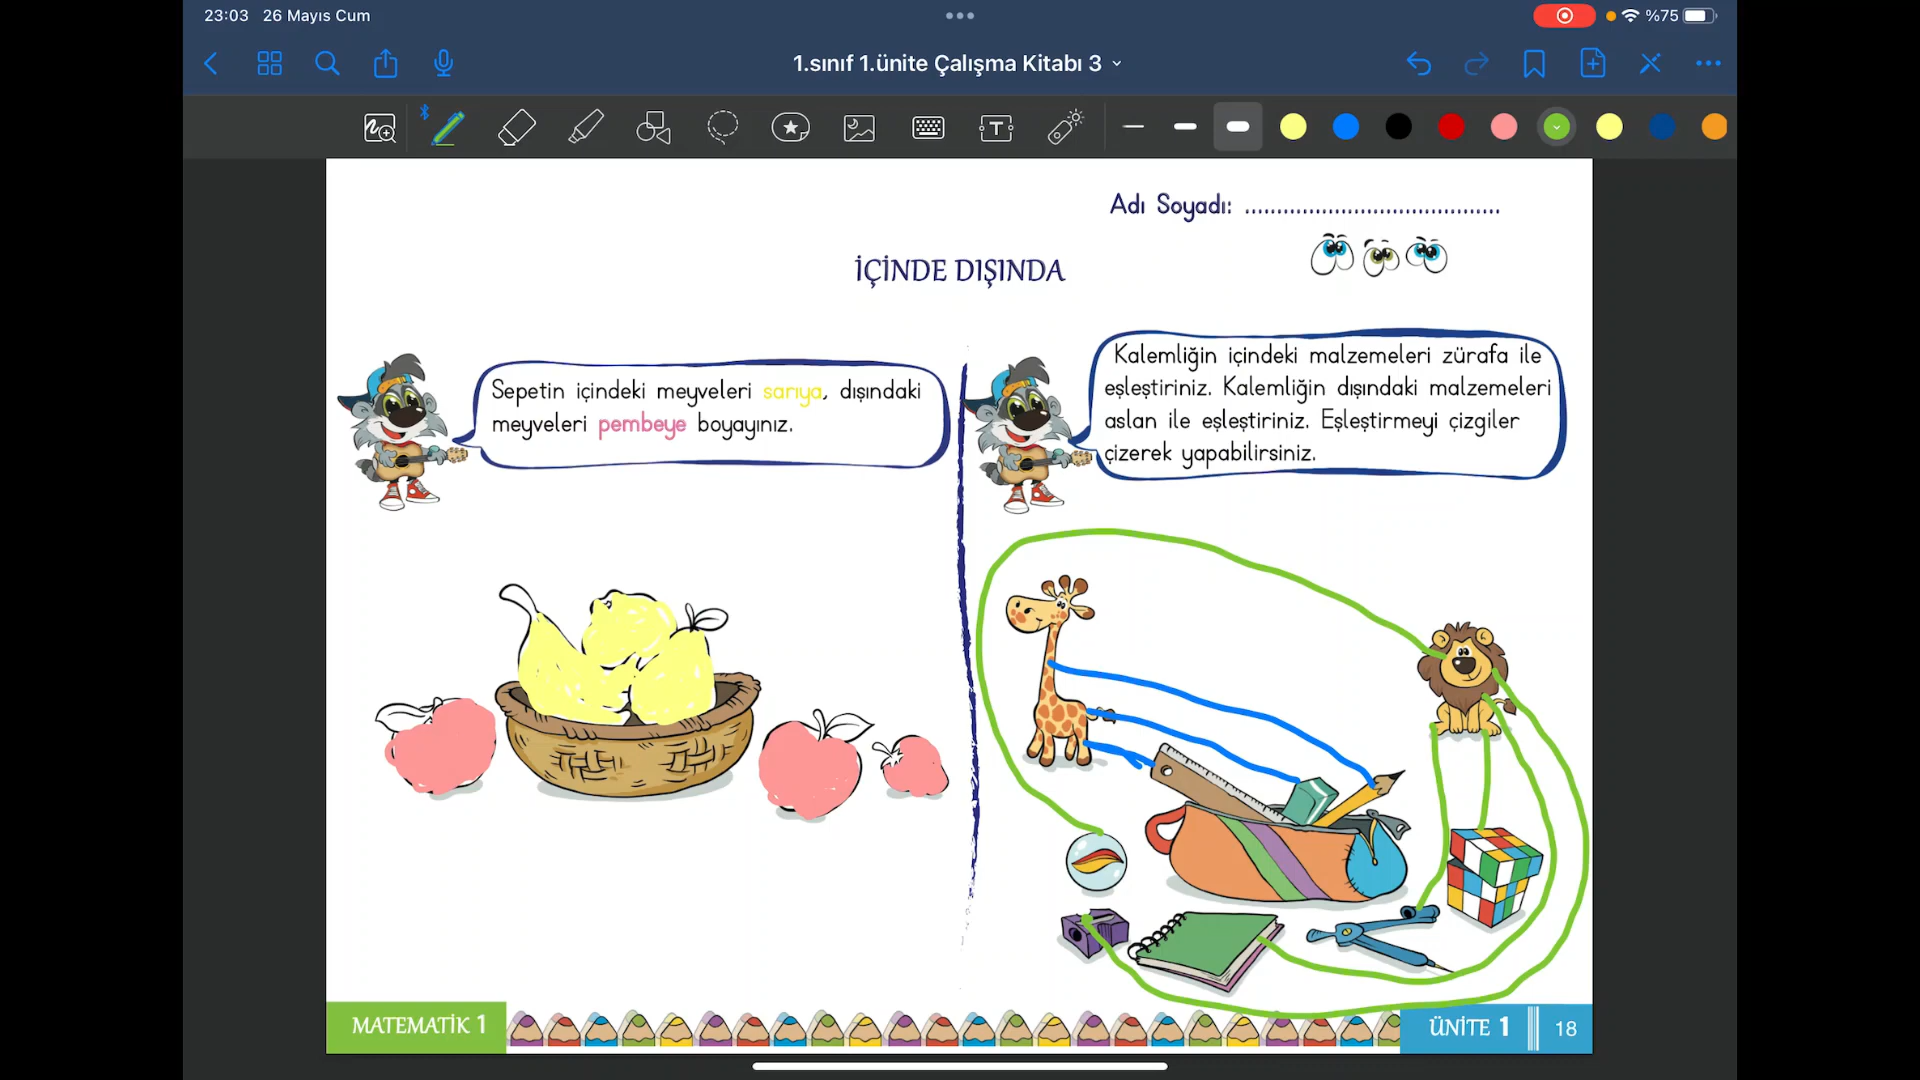 23:03 26 Mayıs Cum
%75
1.sınıf 1.ünite Çalışma Kitabı 3
T
Adı Soyadı: ........................................
İÇİNDE DIŞINDA
Sepetin içindeki meyveleri sarıya, dışındaki
meyveleri pembeye boyayınız.
Kalemliğin içindeki malzemeleri zürafa ile
eşleştiriniz. Kalemliğin dışındaki malzemeleri
aslan ile eşleştiriniz. Eşleştirmeyi çizgiler
çizerek yapabilirsiniz.
MATEMATİK 1
ÜNİTE 1
18